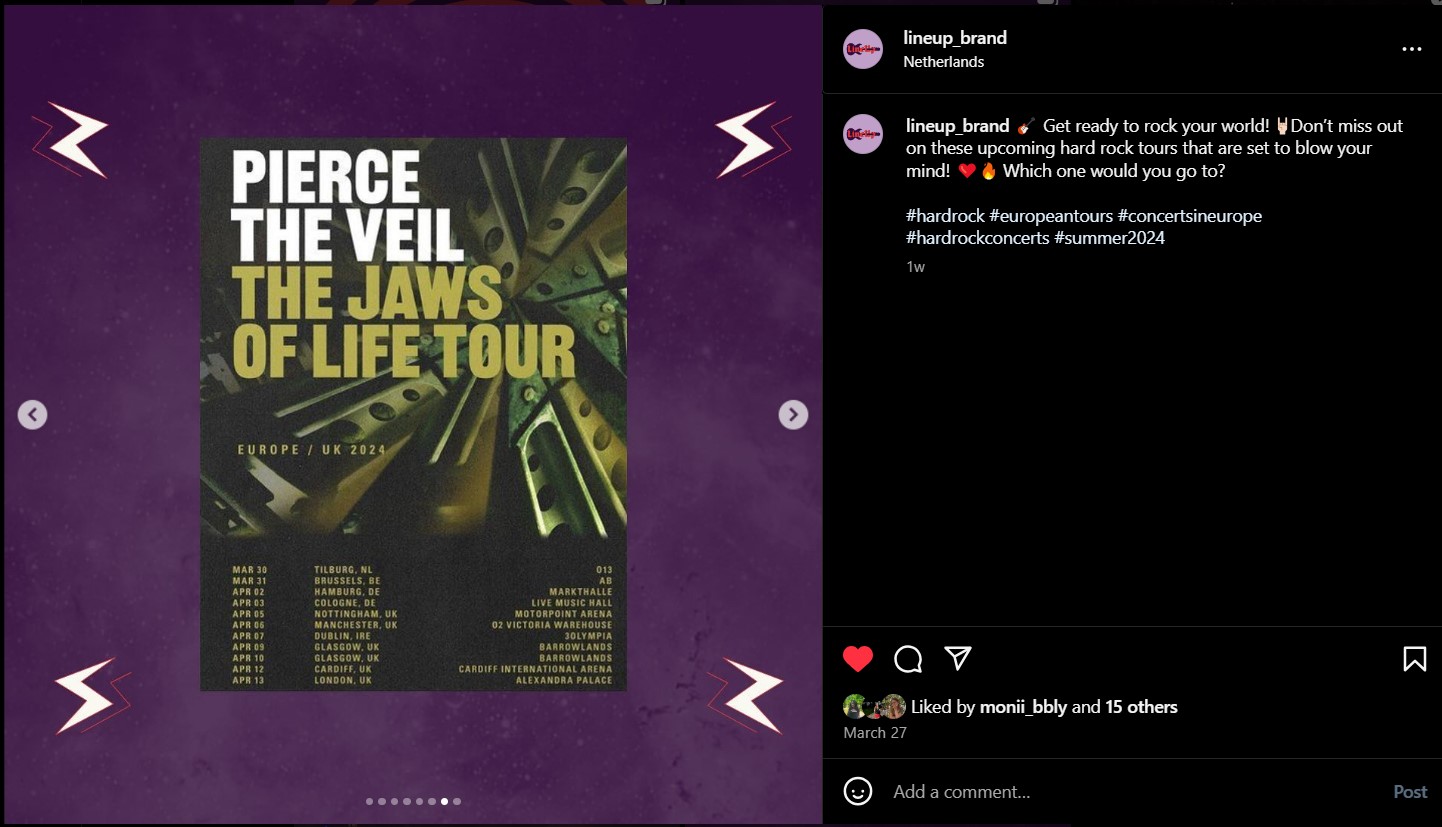 PIERCE
THE VEIL
THE JAWS
OF LIFE TOUR
EUROPE / UK 2024
MAR 30 TILBURG, NL 013
MAR 31 BRUSSELS, BE AB
APR 02 HAMBURG, DE MARKTHALLE
APR 03 COLOGNE, DE LIVE MUSIC HALL
APR 05 NOTTINGHAM, UK MOTORPOINT ARENA
APR 06 MANCHESTER, UK O2 VICTORIA WAREHOUSE
APR 07 DUBLIN, IRE 3OLYMPIA
APR 09 GLASGOW, UK BARROWLANDS
APR 10 GLASGOW, UK BARROWLANDS
APR 12 CARDIFF, UK CARDIFF INTERNATIONAL ARENA
APR 13 LONDON, UK ALEXANDRA PALACE
lineup_brand
Netherlands
lineup_brand 🎸 Get ready to rock your world! 🤘🏻Don’t miss out
on these upcoming hard rock tours that are set to blow your
mind! ❤️🔥 Which one would you go to?
#hardrock #europeantours #concertsineurope
#hardrockconcerts #summer2024
1w
Liked by monii_bbly and 15 others
March 27
Add a comment...
Post